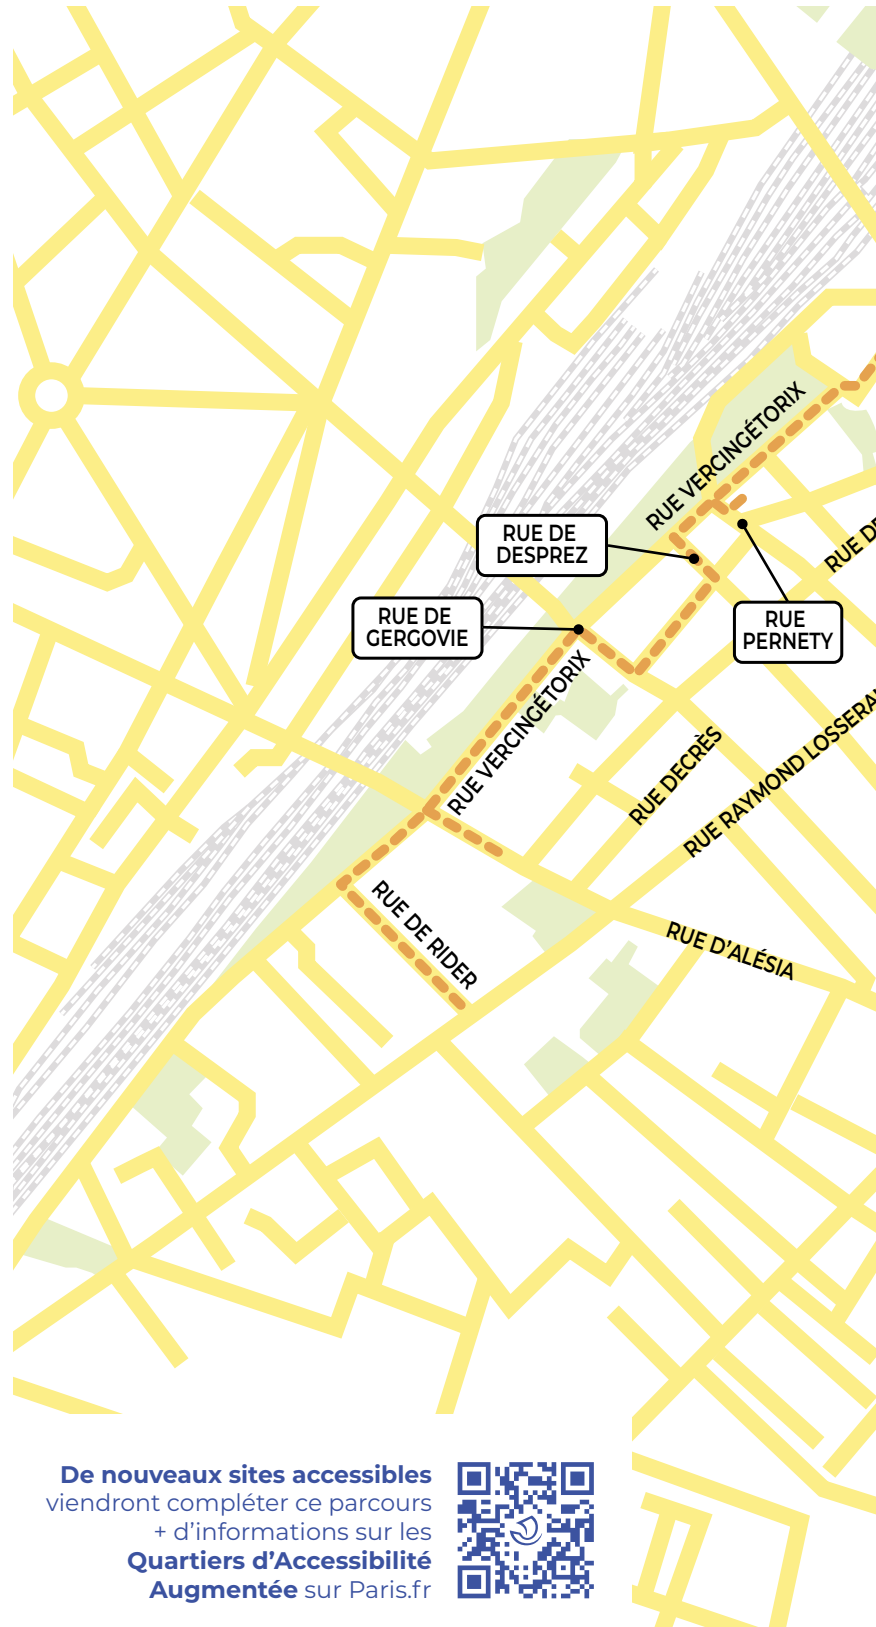 RUE VERCINGÉTORIX
RUE DE
DESPREZ
RUE DE
GERGOVIE
RUE
PERNETY
RUE VERCINGÉTORIX
RUE DECRÈS
RUE RAYMOND
RUE DE RIDER
RUE D'ALÉSIA
De nouveaux sites accessibles
viendront compléter ce parcours
+ d'informations sur les
Quartiers d'Accessibilité
Augmentée sur Paris.fr